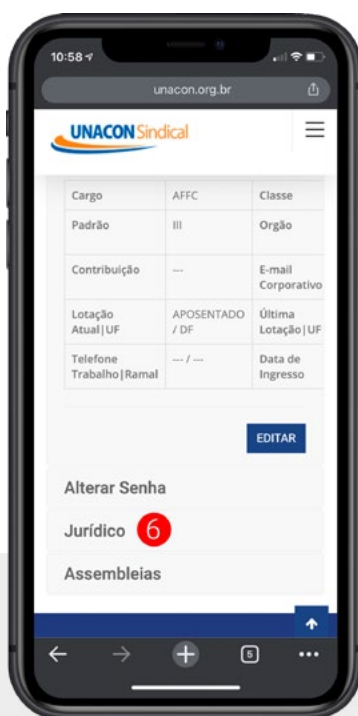 10:58
unacon.org.br
UNACON Sindical
Cargo AFFC Classe
Padrão III Orgão
Contribuição --- E-mail Corporativo
Lotação Atual|UF APOSENTADO / DF Última Lotação|UF
Telefone Trabalho|Ramal --- / --- Data de Ingresso
EDITAR
Alterar Senha
Jurídico 6
Assembleias
5